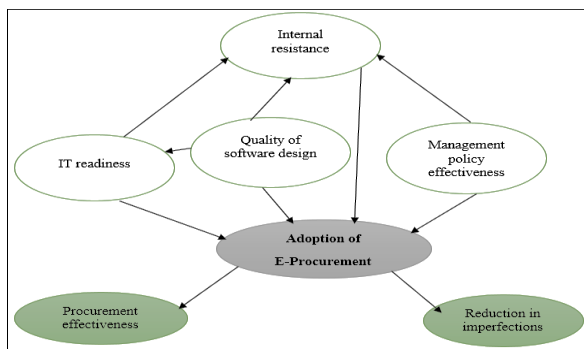 Internal
resistance
IT readiness
Quality of
software design
Management
policy
effectiveness
Adoption of
E-Procurement
Procurement
effectiveness
Reduction in
imperfections